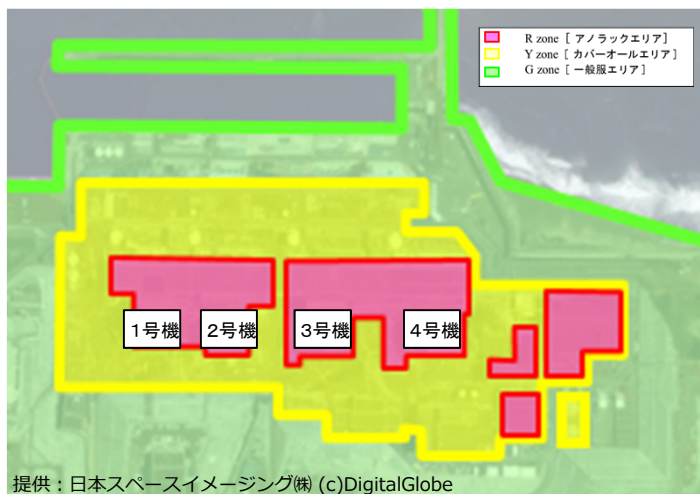 R zone [ アノラックエリア]
Y zone [ カバーオールエリア]
G zone [ 一般服エリア]
1号機
2号機
3号機
4号機
提供：日本スペースイメージング㈱ (c)DigitalGlobe